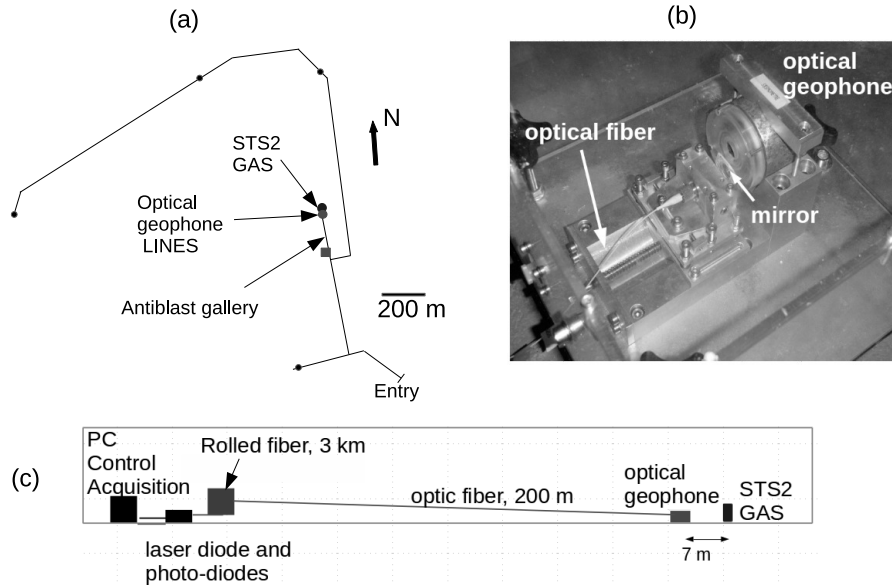 (a)
N
STS2
GAS
Optical
geophone
LINES
Antiblast gallery
200 m
Entry
(b)
optical
geophone
optical fiber
mirror
(c)
PC
Control
Acquisition
Rolled fiber, 3 km
optic fiber, 200 m
optical
geophone
STS2
GAS
7 m
laser diode and
photo-diodes